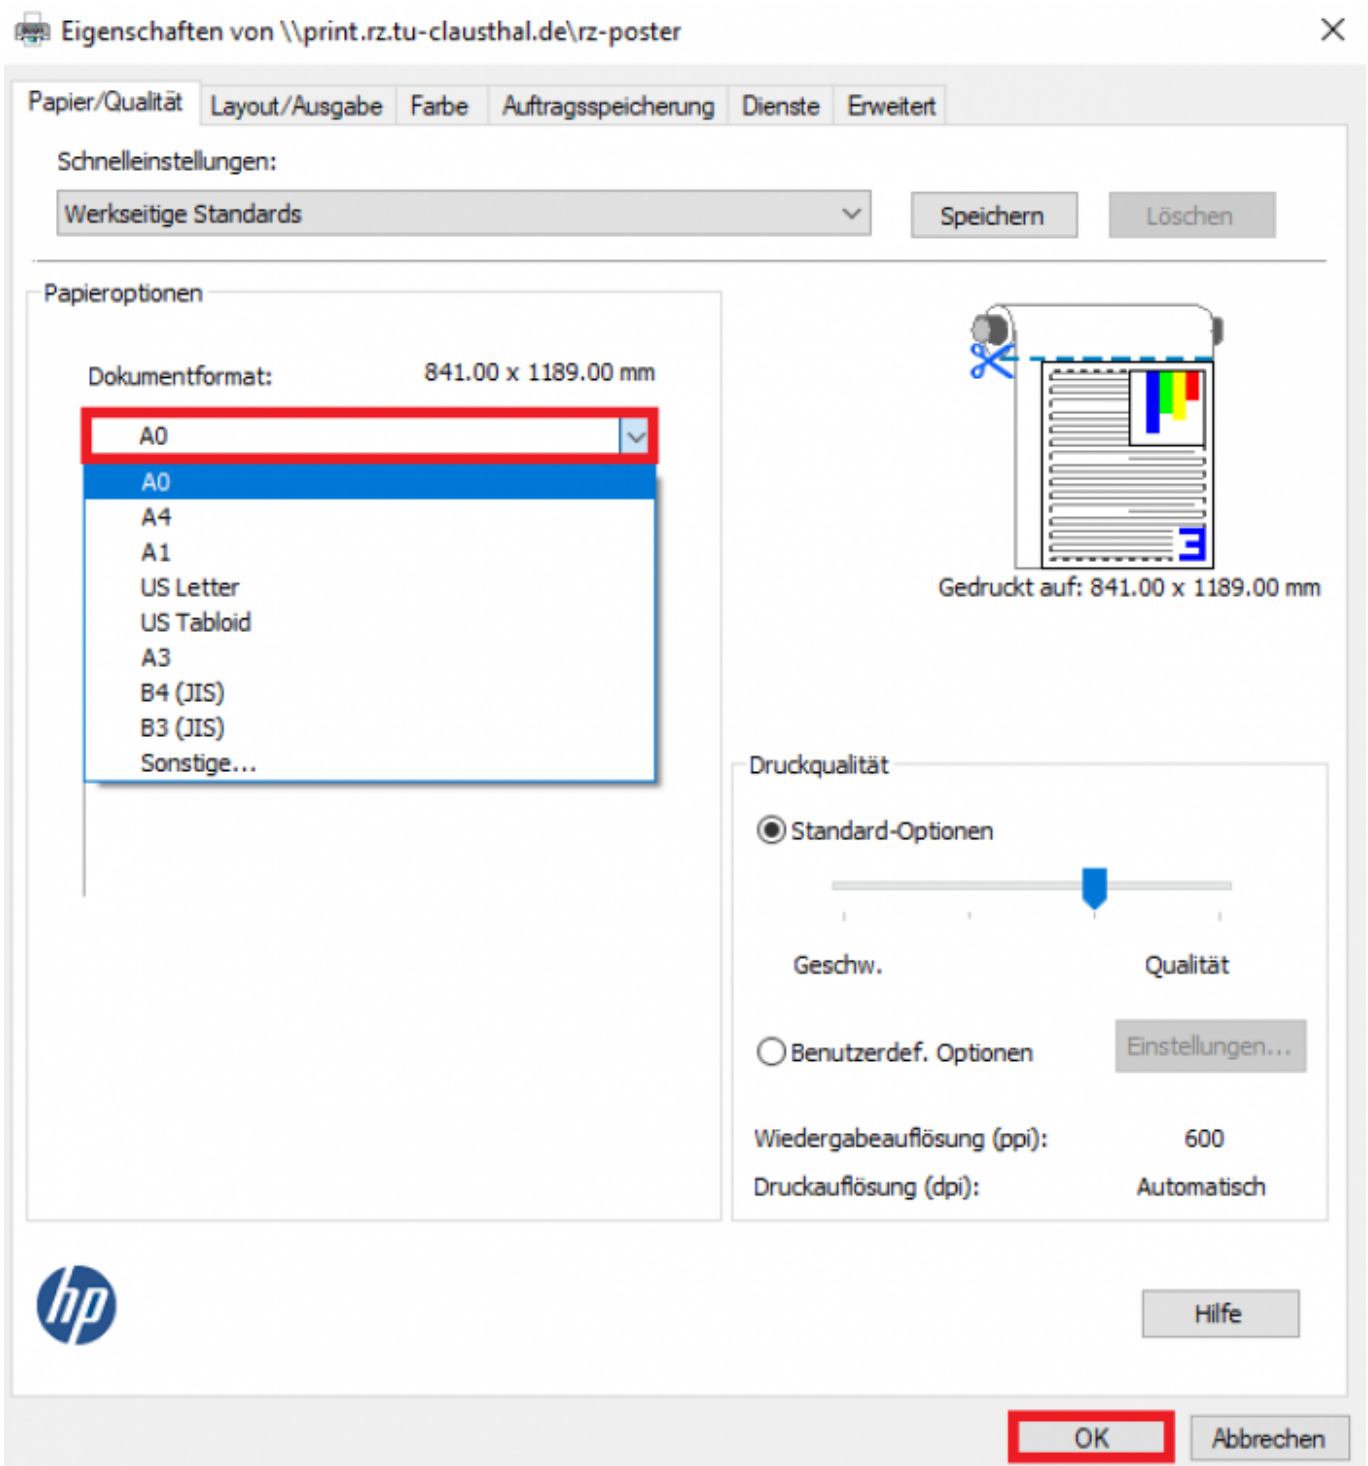 Eigenschaften von \\print.rz.tu-clausthal.de\rz-poster
Papier/Qualität Layout/Ausgabe Farbe Auftragsspeicherung Dienste Erweitert
Schnelleinstellungen:
Werkseitige Standards Speichern Löschen
Papieroptionen
Dokumentformat: 841.00 x 1189.00 mm
A0
A0
A4
A1
US Letter
US Tabloid
A3
B4 (JIS)
B3 (JIS)
Sonstige...
3
Gedruckt auf: 841.00 x 1189.00 mm
Druckqualität
Standard-Optionen
Geschw. Qualität
Benutzerdef. Optionen Einstellungen...
Wiedergabeauflösung (ppi): 600
Druckauflösung (dpi): Automatisch
hp
Hilfe
OK Abbrechen